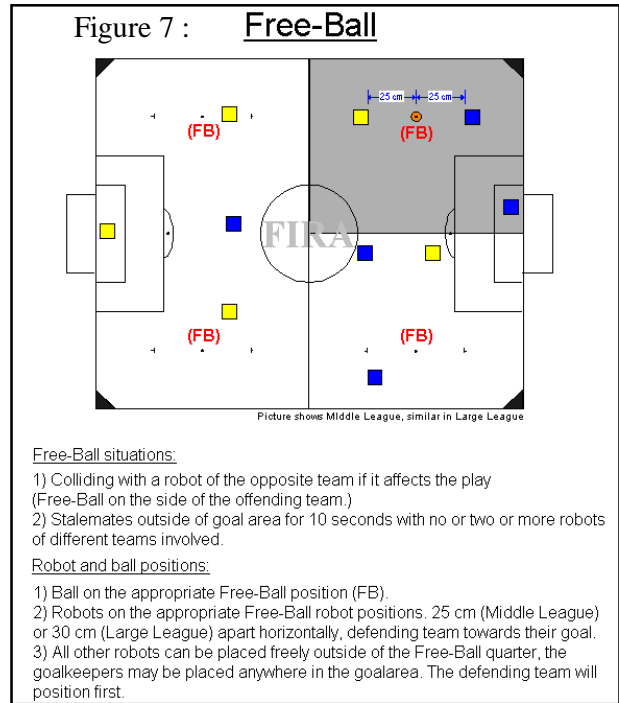 Figure 7 : Free-Ball
25 cm 25 cm
(FB) (FB)
FIRA
(FB) (FB)
Picture shows Middle League, similar in Large League
Free-Ball situations:
1) Colliding with a robot of the opposite team if it affects the play
(Free-Ball on the side of the offending team.)
2) Stalemates outside of goal area for 10 seconds with no or two or more robots
of different teams involved.
Robot and ball positions:
1) Ball on the appropriate Free-Ball position (FB).
2) Robots on the appropriate Free-Ball robot positions. 25 cm (Middle League)
or 30 cm (Large League) apart horizontally, defending team towards their goal.
3) All other robots can be placed freely outside of the Free-Ball quarter, the
goalkeepers may be placed anywhere in the goalarea. The defending team will
position first.